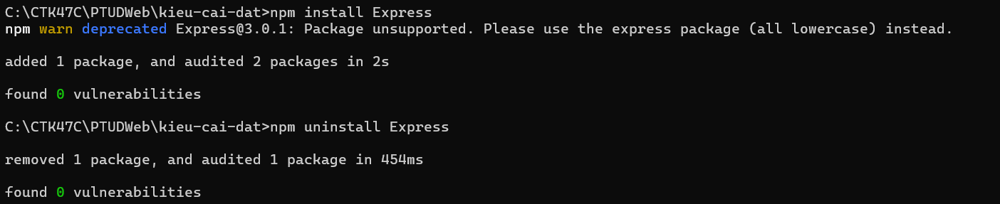 C:\CTK47C\PTUDWeb\kieu-cai-dat>npm install Express
npm warn deprecated Express@3.0.1: Package unsupported. Please use the express package (all lowercase) instead.
added 1 package, and audited 2 packages in 2s
found 0 vulnerabilities
C:\CTK47C\PTUDWeb\kieu-cai-dat>npm uninstall Express
removed 1 package, and audited 1 package in 454ms
found 0 vulnerabilities